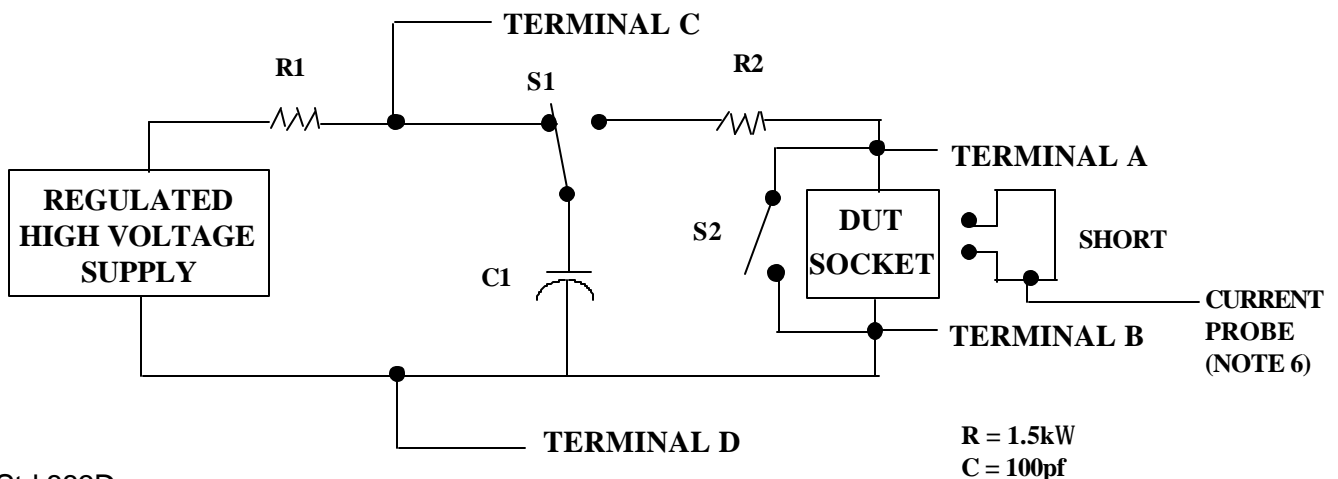 TERMINAL C
R1
R2
S1
TERMINAL A
REGULATED
HIGH VOLTAGE
SUPPLY
DUT
SOCKET
S2
SHORT
C1
CURRENT
PROBE
(NOTE 6)
TERMINAL B
TERMINAL D
R = 1.5kW
C = 100pf